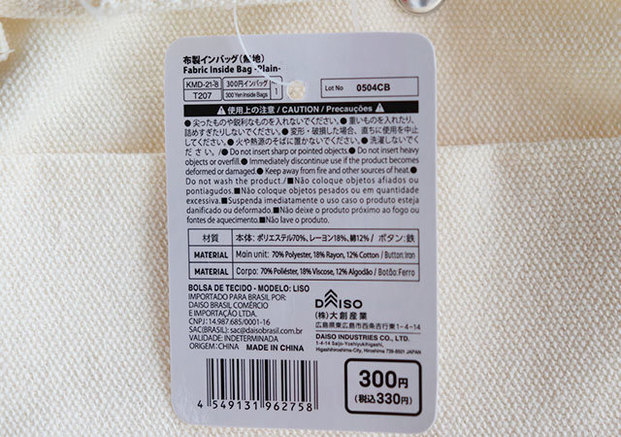 布製インバッグ(無地)
Fabric Inside Bag -Plain-
KMD-21-8
T207
300円インバッグ
300 Yen Inside Bags
1
Lot No 0504CB
⚠使用上の注意 / CAUTION / Precauções⚠
●尖ったものや鋭利なものを入れないでください。●重いものを入れたり、
詰めすぎたりしないでください。●変形・破損した場合、直ちに使用を中止
してください。●火や熱源のそばに置かないでください。●洗濯しないでく
ださい。/●Do not insert sharp or pointed objects.●Do not insert heavy
objects or overfill.●Immediately discontinue use if the product becomes
deformed or damaged.●Keep away from fire and other sources of heat.●
Do not wash the product./■Não coloque objetos afiados ou
pontiagudos.■Não coloque objetos pesados ou em quantidade
excessiva.■Suspenda imediatamente o uso caso o produto esteja
danificado ou deformado.■Não deixe o produto próximo ao fogo ou
fontes de aquecimento.■Não lave o produto.
材質 本体:ポリエステル70%、レーヨン18%、綿12% / ボタン:鉄
MATERIAL Main unit: 70% Polyester, 18% Rayon, 12% Cotton / Button: Iron
MATERIAL Corpo: 70% Poliéster, 18% Viscose, 12% Algodão / Botão: Ferro
BOLSA DE TECIDO - MODELO: LISO
IMPORTADO PARA BRASIL POR:
DAISO BRASIL COMÉRCIO
E IMPORTAÇÃO LTDA.
CNPJ: 14.987.685/0001-16
SAC(BRASIL): sac@daisobrasil.com.br
VALIDADE: INDETERMINADA
ORIGEM: CHINA MADE IN CHINA
DAISO
(株)大創産業
広島県東広島市西条吉行東1-4-14
DAISO INDUSTRIES CO., LTD.
1-4-14 Saijo-Yoshiyukihigashi,
Higashihiroshima-City, Hiroshima 739-8501 JAPAN
300円
(税込330円)
4 549131 962758